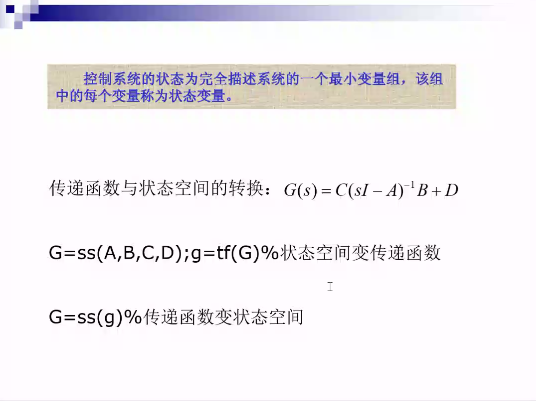 控制系统的状态为完全描述系统的一个最小变量组，该组
中的每个变量称为状态变量。
传递函数与状态空间的转换：G(s) = C(sI − A)⁻¹B + D
G=ss(A,B,C,D);g=tf(G)%状态空间变传递函数
G=ss(g)%传递函数变状态空间